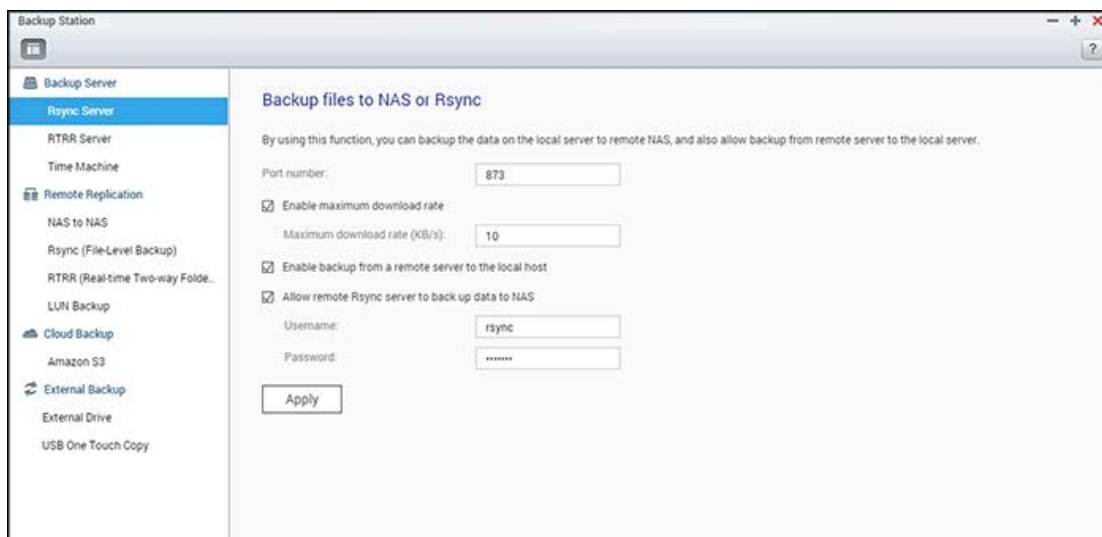 Backup Station
?
Backup Server
Rsync Server
RTRR Server
Time Machine
Remote Replication
NAS to NAS
Rsync (File-Level Backup)
RTRR (Real-time Two-way Folde...
LUN Backup
Cloud Backup
Amazon S3
External Backup
External Drive
USB One Touch Copy
Backup files to NAS or Rsync
By using this function, you can backup the data on the local server to remote NAS, and also allow backup from remote server to the local server.
Port number: 873
Enable maximum download rate
Maximum download rate (KB/s): 10
Enable backup from a remote server to the local host
Allow remote Rsync server to back up data to NAS
Username: rsync
Password: •••••••
Apply